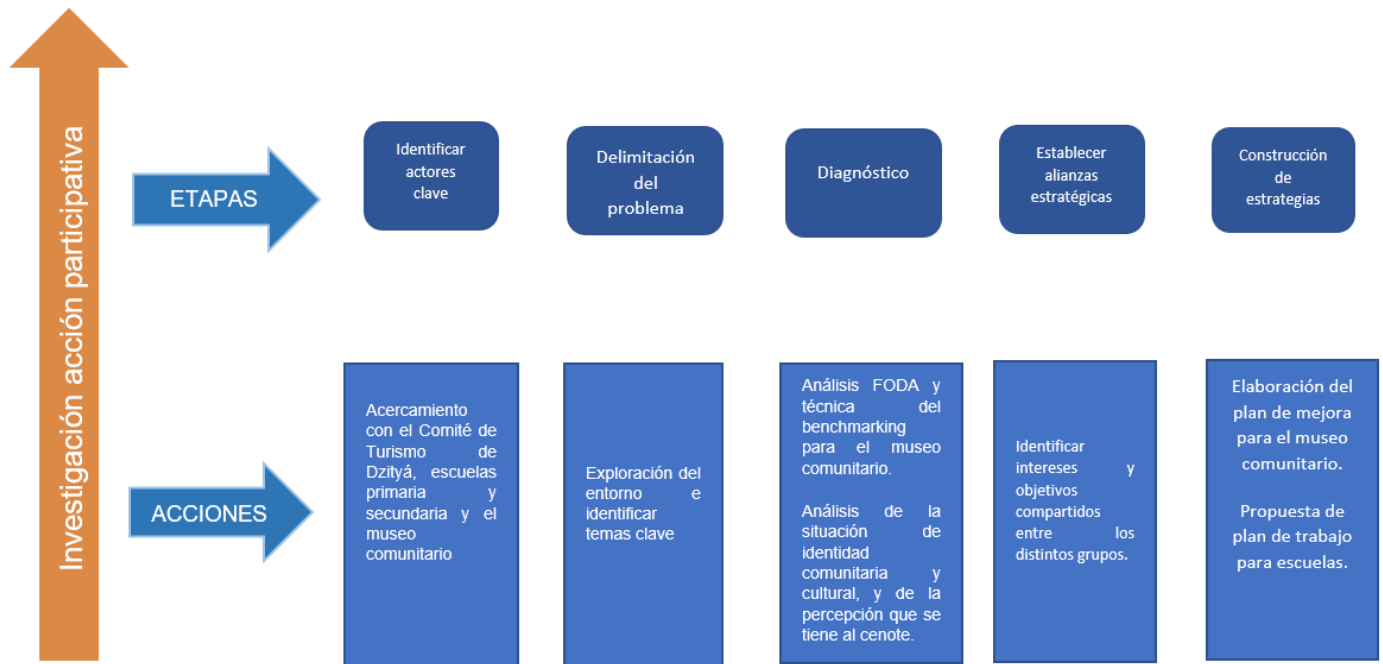 Investigación acción participativa
ETAPAS
Identificar
actores
clave
Delimitación
del
problema
Diagnóstico
Establecer
alianzas
estratégicas
Construcción
de
estrategias
ACCIONES
Acercamiento
con el Comité de
Turismo de
Dzityá, escuelas
primaria y
secundaria y el
museo
comunitario
Exploración del
entorno e
identificar
temas clave
Análisis FODA y
técnica del
benchmarking
para el museo
comunitario.
Análisis de la
situación de
identidad
comunitaria y
cultural, y de la
percepción que se
tiene al cenote.
Identificar
intereses y
objetivos
compartidos
entre los
distintos grupos.
Elaboración del
plan de mejora
para el museo
comunitario.
Propuesta de
plan de trabajo
para escuelas.